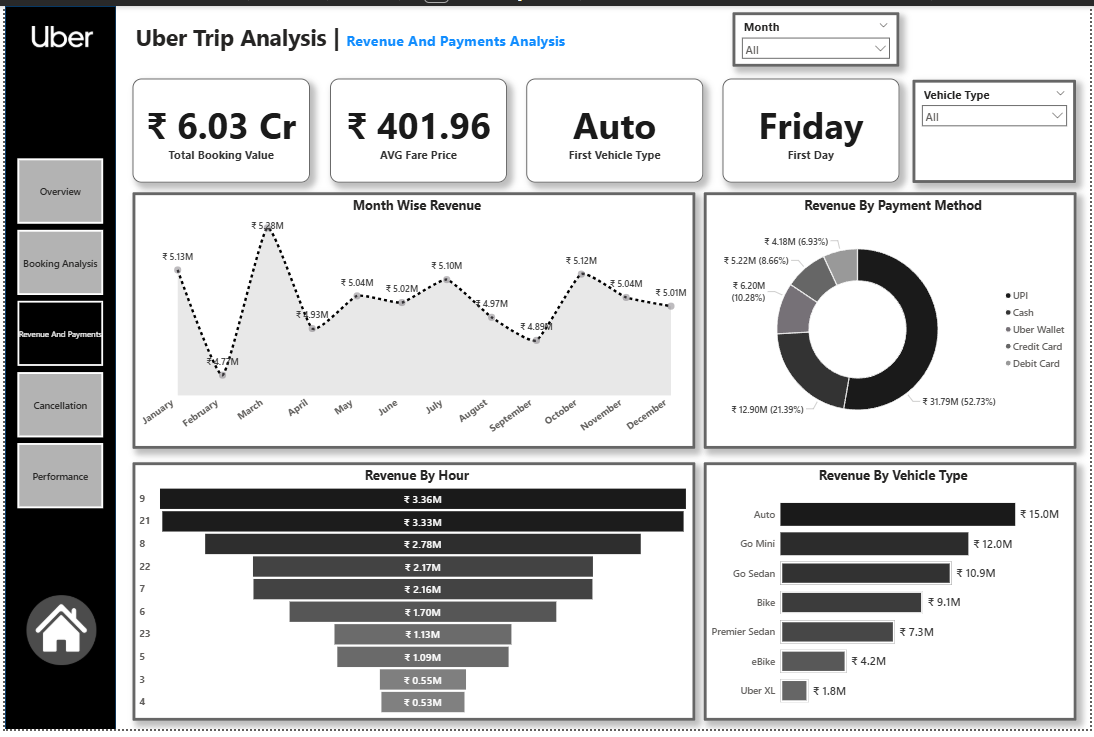 Uber
Uber Trip Analysis | Revenue And Payments Analysis
Month
All
Vehicle Type
All
₹ 6.03 Cr
Total Booking Value
₹ 401.96
AVG Fare Price
Auto
First Vehicle Type
Friday
First Day
Overview
Booking Analysis
Revenue And Payments
Cancellation
Performance
Month Wise Revenue
₹ 5.13M
₹ 4.77M
₹ 5.28M
₹ 4.93M
₹ 5.04M
₹ 5.02M
₹ 5.10M
₹ 4.97M
₹ 4.89M
₹ 5.12M
₹ 5.04M
₹ 5.01M
January
February
March
April
May
June
July
August
September
October
November
December
Revenue By Payment Method
₹ 4.18M (6.93%)
₹ 5.22M (8.66%)
₹ 6.20M
(10.28%)
₹ 12.90M (21.39%)
₹ 31.79M (52.73%)
UPI
Cash
Uber Wallet
Credit Card
Debit Card
Revenue By Hour
9 ₹ 3.36M
21 ₹ 3.33M
8 ₹ 2.78M
22 ₹ 2.17M
7 ₹ 2.16M
6 ₹ 1.70M
23 ₹ 1.13M
5 ₹ 1.09M
3 ₹ 0.55M
4 ₹ 0.53M
Revenue By Vehicle Type
Auto ₹ 15.0M
Go Mini ₹ 12.0M
Go Sedan ₹ 10.9M
Bike ₹ 9.1M
Premier Sedan ₹ 7.3M
eBike ₹ 4.2M
Uber XL ₹ 1.8M